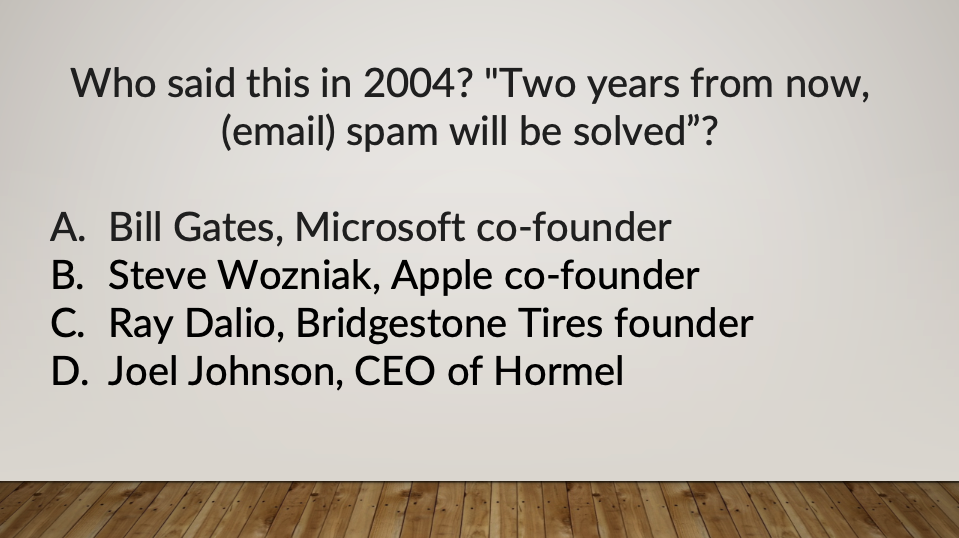 Who said this in 2004? "Two years from now,
(email) spam will be solved”?
A. Bill Gates, Microsoft co-founder
B. Steve Wozniak, Apple co-founder
C. Ray Dalio, Bridgestone Tires founder
D. Joel Johnson, CEO of Hormel